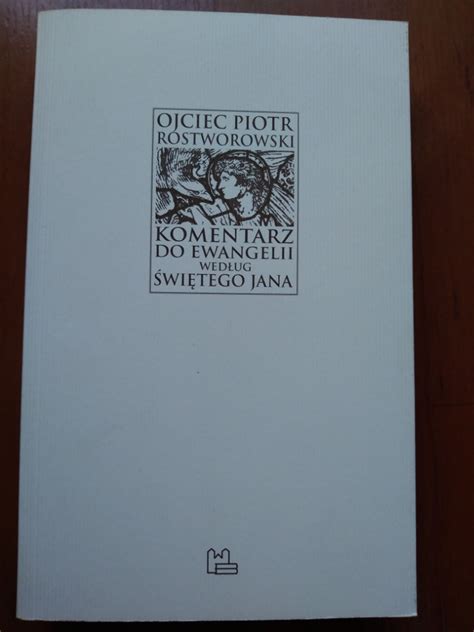 OJCIEC PIOTR
ROSTWOROWSKI
KOMENTARZ
DO EWANGELII
WEDŁUG
ŚWIĘTEGO JANA